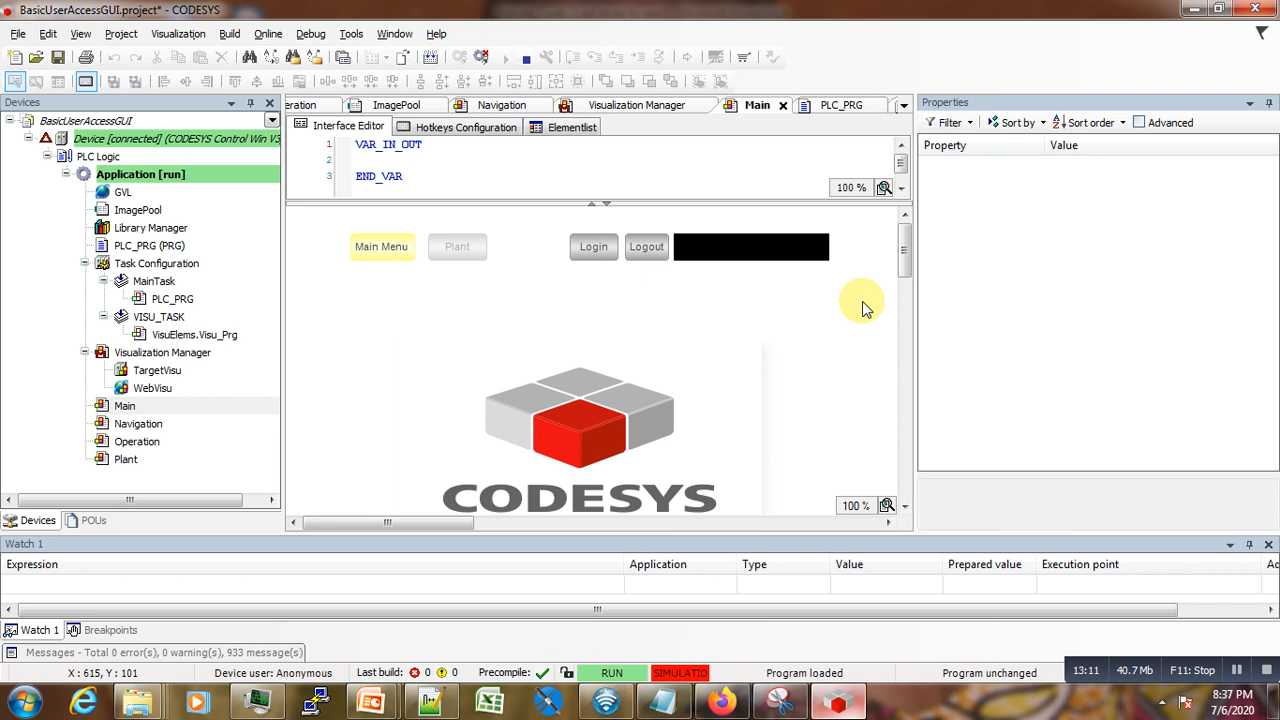 BasicUserAccessGUI.project* - CODESYS
File Edit View Project Visualization Build Online Debug Tools Window Help
Devices
BasicUserAccessGUI
Device [connected] (CODESYS Control Win V3
PLC Logic
Application [run]
GVL
ImagePool
Library Manager
PLC_PRG (PRG)
Task Configuration
MainTask
PLC_PRG
VISU_TASK
VisuElems.Visu_Prg
Visualization Manager
TargetVisu
WebVisu
Main
Navigation
Operation
Plant
Devices POUs
eration ImagePool Navigation Visualization Manager Main PLC_PRG
Interface Editor Hotkeys Configuration Elementlist
1 VAR_IN_OUT
2
3 END_VAR
100 %
Main Menu Plant Login Logout
CODESYS
100 %
Properties
Filter Sort by Sort order Advanced
Property Value
Watch 1
Expression Application Type Value Prepared value Execution point Ad
Watch 1 Breakpoints
Messages - Total 0 error(s), 0 warning(s), 933 message(s)
X : 615, Y : 101 Device user: Anonymous Last build: 0 0 Precompile: RUN SIMULATIO Program loaded Program unchanged
13:11 40.7 Mb F11: Stop
8:37 PM
7/6/2020